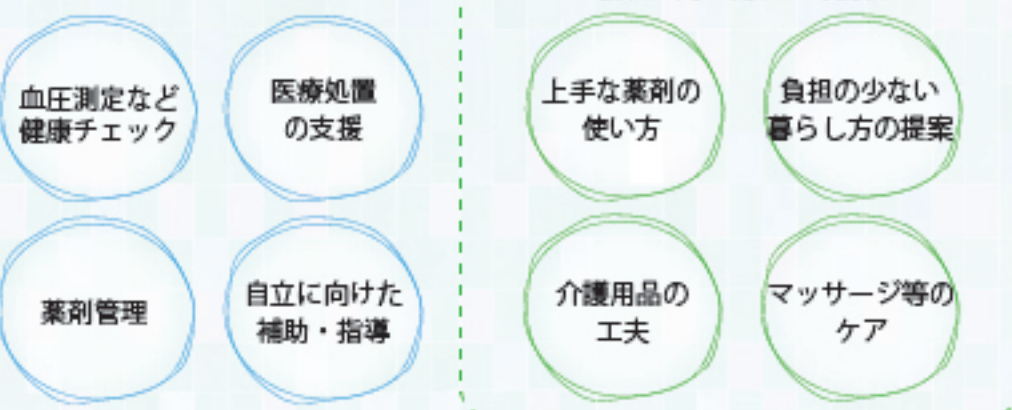 血圧測定など
健康チェック
医療処置
の支援
上手な薬剤の
使い方
負担の少ない
暮らし方の提案
薬剤管理
自立に向けた
補助・指導
介護用品の
工夫
マッサージ等の
ケア